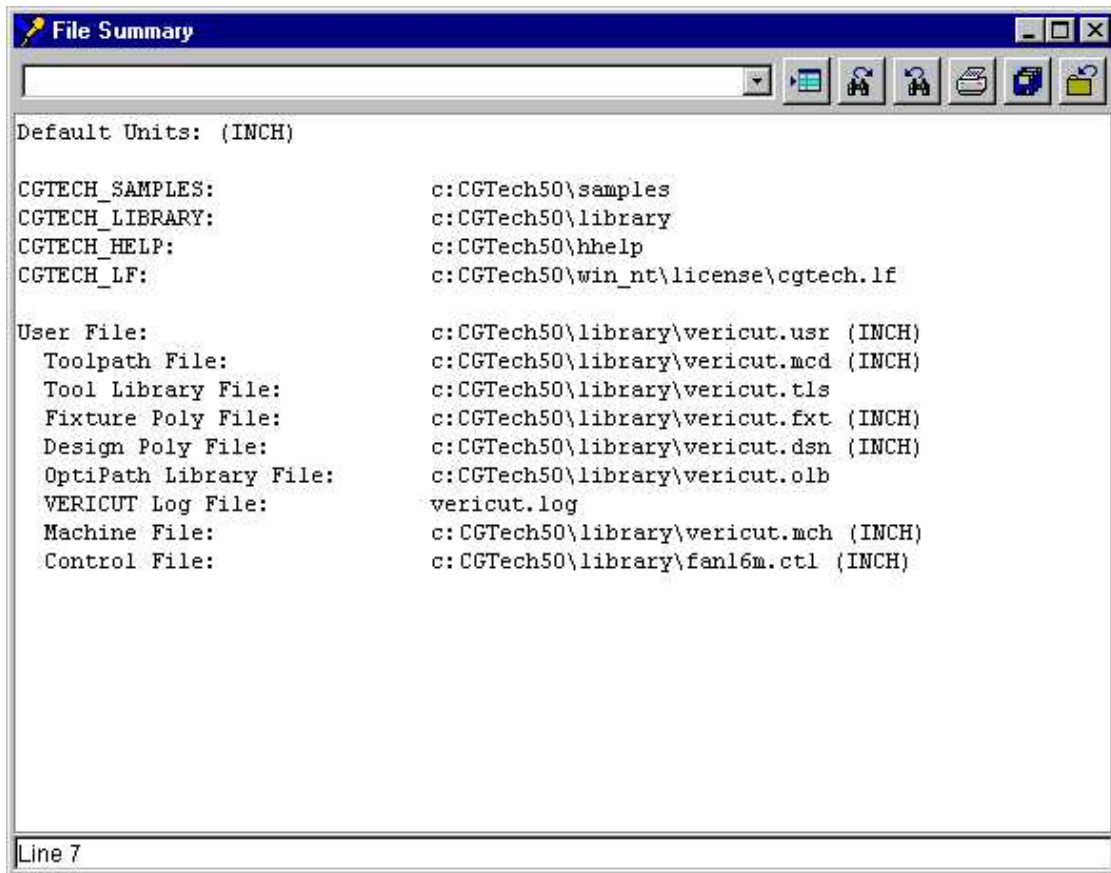 File Summary
Default Units: (INCH)
CGTECH_SAMPLES: c:CGTech50\samples
CGTECH_LIBRARY: c:CGTech50\library
CGTECH_HELP: c:CGTech50\hhelp
CGTECH_LF: c:CGTech50\win_nt\license\cgtech.lf
User File: c:CGTech50\library\vericut.usr (INCH)
Toolpath File: c:CGTech50\library\vericut.mcd (INCH)
Tool Library File: c:CGTech50\library\vericut.tls
Fixture Poly File: c:CGTech50\library\vericut.fxt (INCH)
Design Poly File: c:CGTech50\library\vericut.dsn (INCH)
OptiPath Library File: c:CGTech50\library\vericut.olb
VERICUT Log File: vericut.log
Machine File: c:CGTech50\library\vericut.mch (INCH)
Control File: c:CGTech50\library\fan16m.ctl (INCH)
Line 7